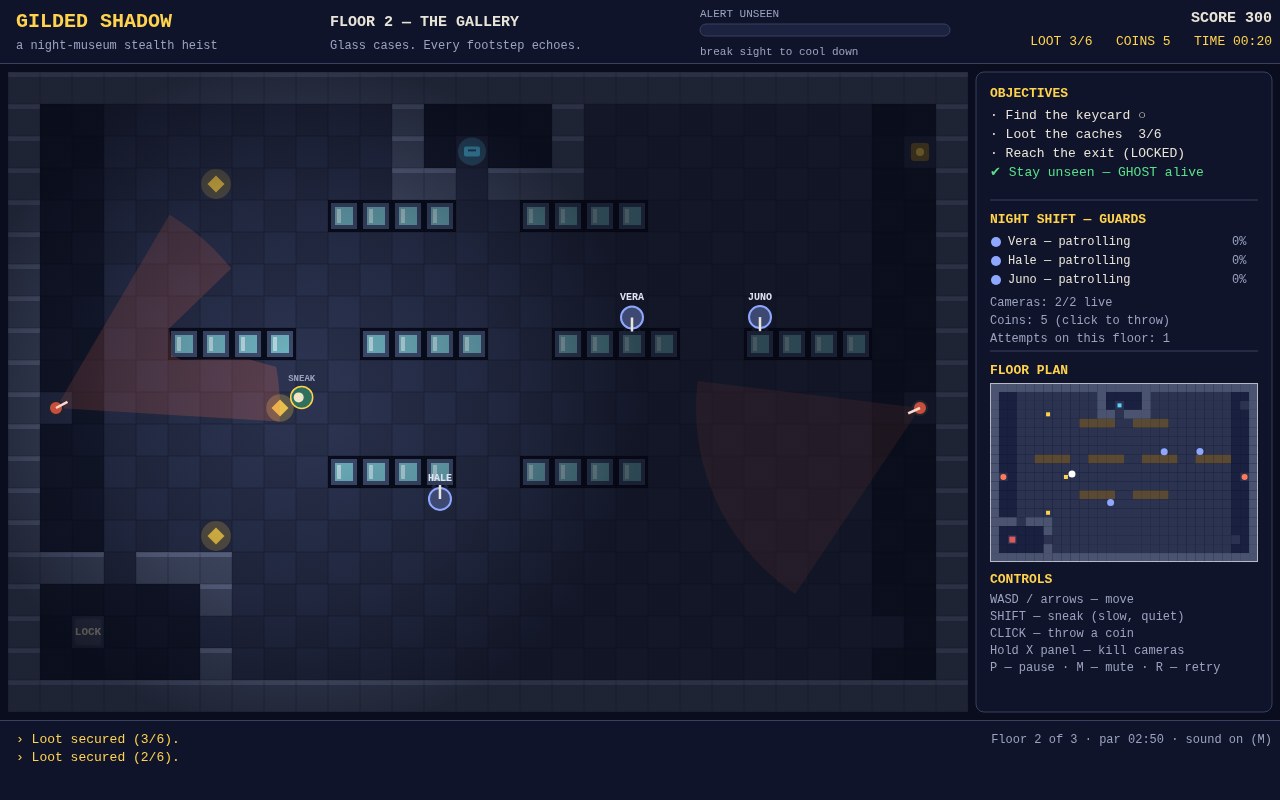 GILDED SHADOW
a night-museum stealth heist
FLOOR 2 — THE GALLERY
Glass cases. Every footstep echoes.
ALERT UNSEEN
break sight to cool down
SCORE 300
LOOT 3/6 COINS 5 TIME 00:20
VERA
JUNO
SNEAK
HALE
LOCK
OBJECTIVES
· Find the keycard ○
· Loot the caches 3/6
· Reach the exit (LOCKED)
✔ Stay unseen — GHOST alive
NIGHT SHIFT — GUARDS
Vera — patrolling 0%
Hale — patrolling 0%
Juno — patrolling 0%
Cameras: 2/2 live
Coins: 5 (click to throw)
Attempts on this floor: 1
FLOOR PLAN
CONTROLS
WASD / arrows — move
SHIFT — sneak (slow, quiet)
CLICK — throw a coin
Hold X panel — kill cameras
P — pause · M — mute · R — retry
› Loot secured (3/6).
› Loot secured (2/6).
Floor 2 of 3 · par 02:50 · sound on (M)